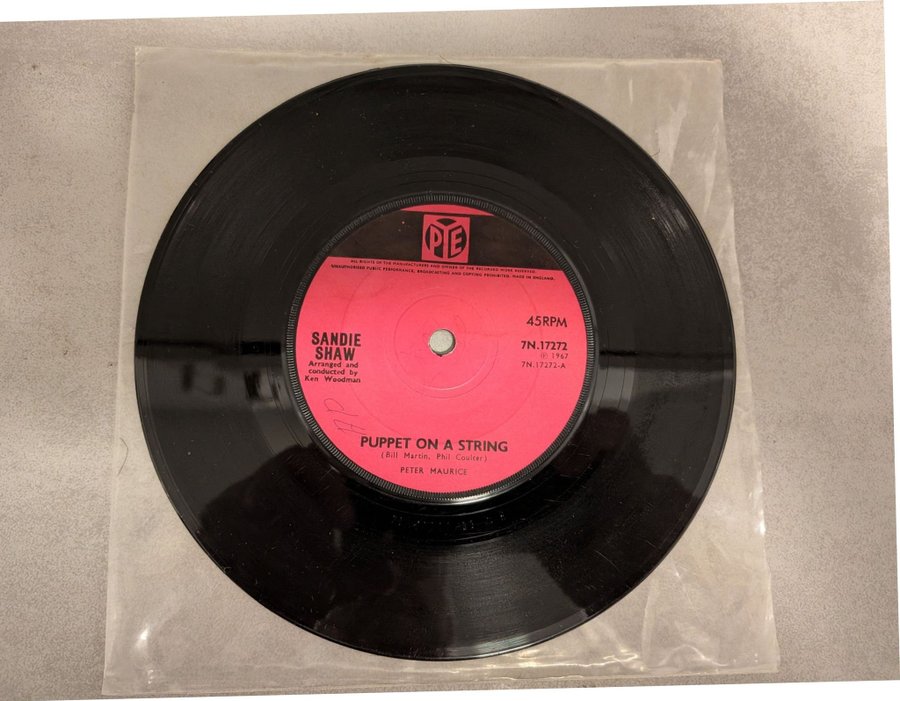 PYE
ALL RIGHTS OF THE MANUFACTURERS AND OWNER OF THE RECORDED WORK RESERVED.
UNAUTHORISED PUBLIC PERFORMANCE, BROADCASTING AND COPYING PROHIBITED. MADE IN ENGLAND.
45RPM
SANDIE
SHAW
Arranged and
conducted by
Ken Woodman
7N.17272
Ⓟ 1967
7N.17272-A
PUPPET ON A STRING
(Bill Martin, Phil Coulter)
PETER MAURICE